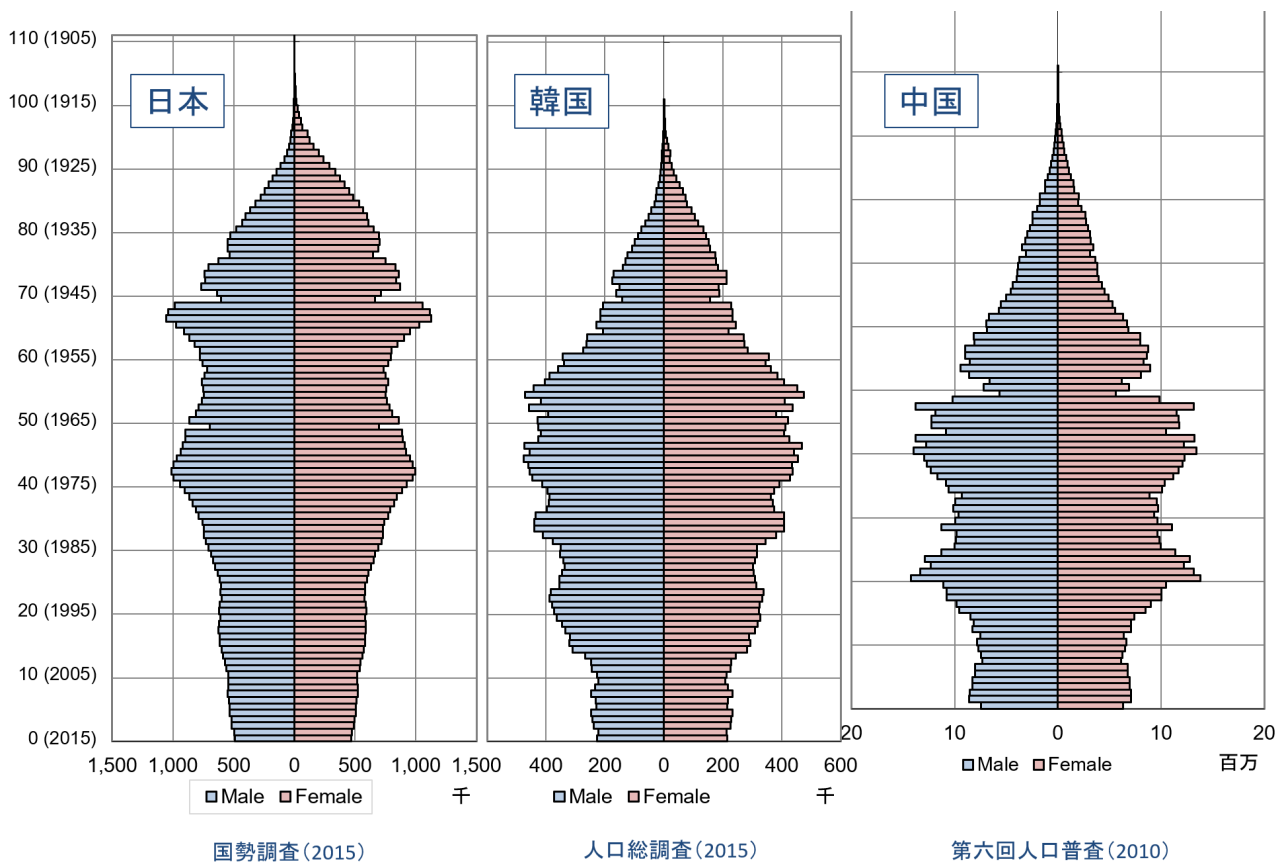 日本
韓国
中国
110 (1905)
100 (1915)
90 (1925)
80 (1935)
70 (1945)
60 (1955)
50 (1965)
40 (1975)
30 (1985)
20 (1995)
10 (2005)
0 (2015)
1,500 1,000 500 0 500 1,000 1,500
Male Female 千
国勢調査(2015)
400 200 0 200 400 600
Male Female 千
人口総調査(2015)
20 10 0 10 20
百万
Male Female
第六回人口普査(2010)